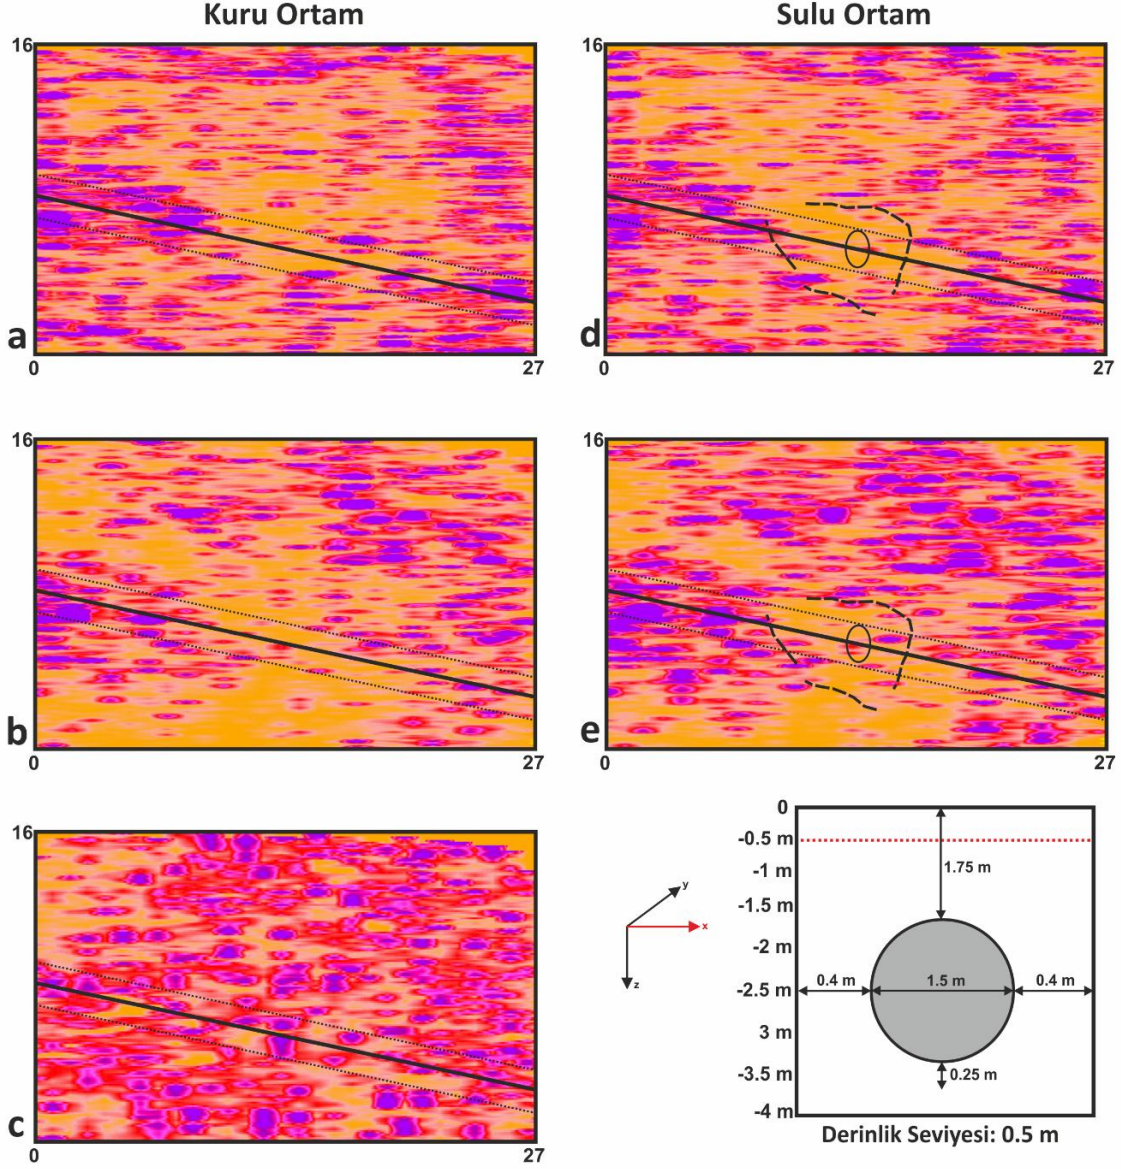 Kuru Ortam
Sulu Ortam
16
a
0
27
16
d
0
27
16
b
0
27
16
e
0
27
16
c
0
27
y
x
z
0
-0.5 m
-1 m
-1.5 m
-2 m
-2.5 m
3 m
-3.5 m
-4 m
1.75 m
0.4 m
1.5 m
0.4 m
0.25 m
Derinlik Seviyesi: 0.5 m